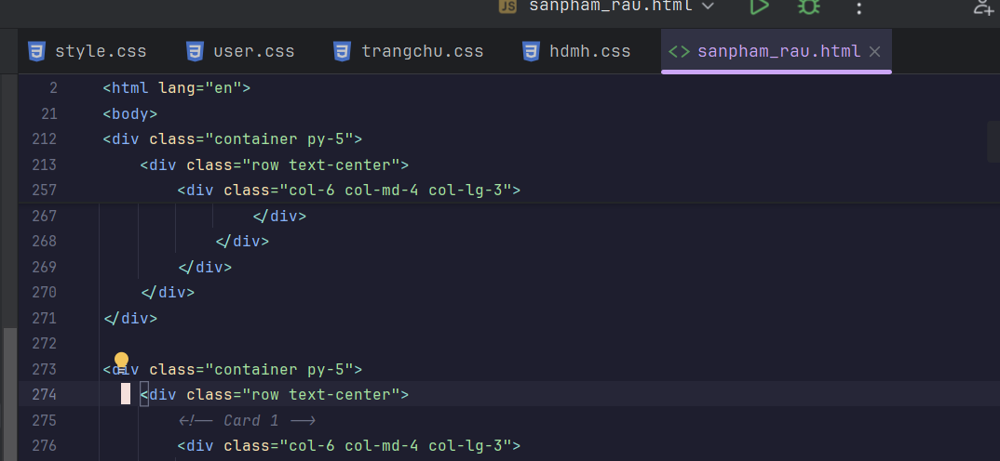 JS sanpham_rau.html
style.css user.css trangchu.css hdmh.css <> sanpham_rau.html
2 <html lang="en">
21 <body>
212 <div class="container py-5">
213 <div class="row text-center">
257 <div class="col-6 col-md-4 col-lg-3">
267 </div>
268 </div>
269 </div>
270 </div>
271 </div>
272
273 <div class="container py-5">
274 <div class="row text-center">
275 <!-- Card 1 -->
276 <div class="col-6 col-md-4 col-lg-3">